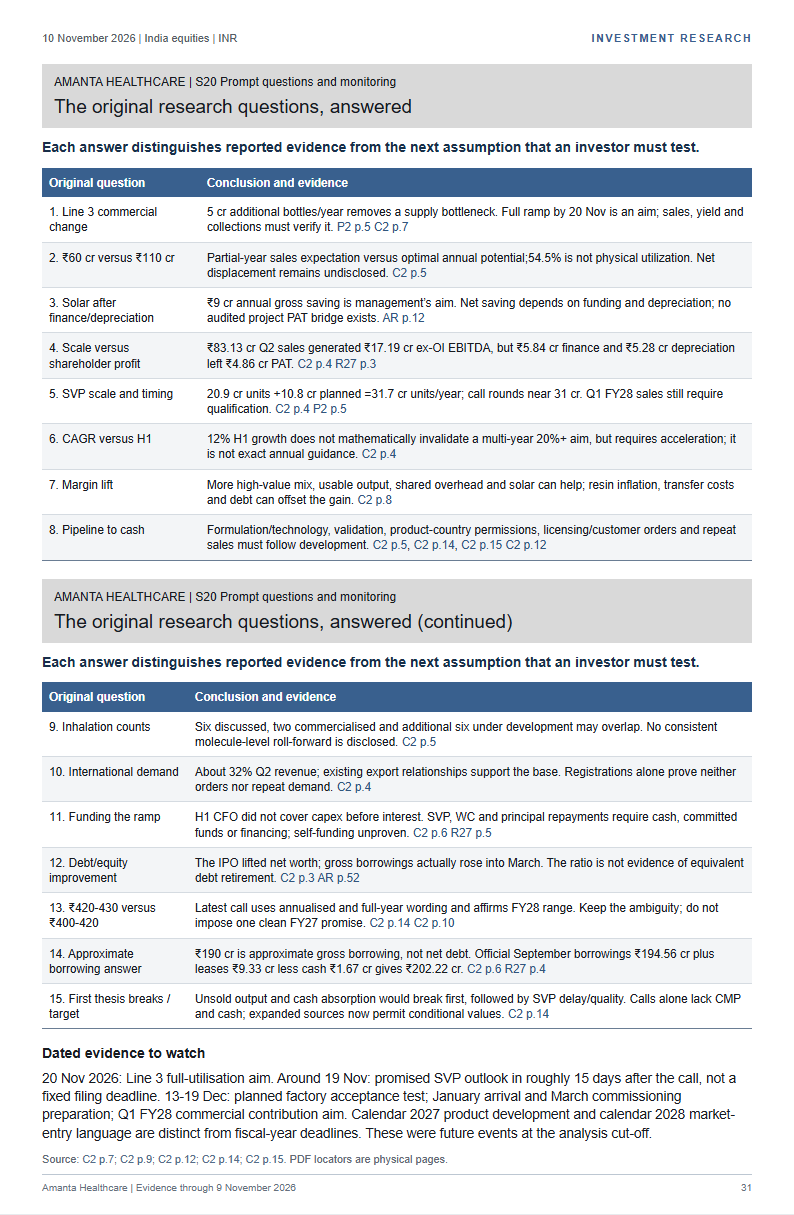 10 November 2026 | India equities | INR
INVESTMENT RESEARCH
AMANTA HEALTHCARE | S20 Prompt questions and monitoring
The original research questions, answered
Each answer distinguishes reported evidence from the next assumption that an investor must test.
Original question
Conclusion and evidence
1. Line 3 commercial
change
5 cr additional bottles/year removes a supply bottleneck. Full ramp by 20 Nov is an aim; sales, yield and
collections must verify it. P2 p.5 C2 p.7
2. ₹60 cr versus ₹110 cr
Partial-year sales expectation versus optimal annual potential;54.5% is not physical utilization. Net
displacement remains undisclosed. C2 p.5
3. Solar after
finance/depreciation
₹9 cr annual gross saving is management's aim. Net saving depends on funding and depreciation; no
audited project PAT bridge exists. AR p.12
4. Scale versus
shareholder profit
₹83.13 cr Q2 sales generated ₹17.19 cr ex-OI EBITDA, but ₹5.84 cr finance and ₹5.28 cr depreciation
left ₹4.86 cr PAT. C2 p.4 R27 p.3
5. SVP scale and timing
20.9 cr units +10.8 cr planned =31.7 cr units/year; call rounds near 31 cr. Q1 FY28 sales still require
qualification. C2 p.4 P2 p.5
6. CAGR versus H1
12% H1 growth does not mathematically invalidate a multi-year 20%+ aim, but requires acceleration; it
is not exact annual guidance. C2 p.4
7. Margin lift
More high-value mix, usable output, shared overhead and solar can help; resin inflation, transfer costs
and debt can offset the gain. C2 p.8
8. Pipeline to cash
Formulation/technology, validation, product-country permissions, licensing/customer orders and repeat
sales must follow development. C2 p.5, C2 p.14, C2 p.15 C2 p.12
AMANTA HEALTHCARE | S20 Prompt questions and monitoring
The original research questions, answered (continued)
Each answer distinguishes reported evidence from the next assumption that an investor must test.
Original question
Conclusion and evidence
9. Inhalation counts
Six discussed, two commercialised and additional six under development may overlap. No consistent
molecule-level roll-forward is disclosed. C2 p.5
10. International demand
About 32% Q2 revenue; existing export relationships support the base. Registrations alone prove neither
orders nor repeat demand. C2 p.4
11. Funding the ramp
H1 CFO did not cover capex before interest. SVP, WC and principal repayments require cash, committed
funds or financing; self-funding unproven. C2 p.6 R27 p.5
12. Debt/equity
improvement
The IPO lifted net worth; gross borrowings actually rose into March. The ratio is not evidence of equivalent
debt retirement. C2 p.3 AR p.52
13. ₹420-430 versus
₹400-420
Latest call uses annualised and full-year wording and affirms FY28 range. Keep the ambiguity; do not
impose one clean FY27 promise. C2 p.14 C2 p.10
14. Approximate
borrowing answer
₹190 cr is approximate gross borrowing, not net debt. Official September borrowings ₹194.56 cr plus
leases ₹9.33 cr less cash ₹1.67 cr gives ₹202.22 cr. C2 p.6 R27 p.4
15. First thesis breaks /
target
Unsold output and cash absorption would break first, followed by SVP delay/quality. Calls alone lack CMP
and cash; expanded sources now permit conditional values. C2 p.14
Dated evidence to watch
20 Nov 2026: Line 3 full-utilisation aim. Around 19 Nov: promised SVP outlook in roughly 15 days after the call, not a
fixed filing deadline. 13-19 Dec: planned factory acceptance test; January arrival and March commissioning
preparation; Q1 FY28 commercial contribution aim. Calendar 2027 product development and calendar 2028 market-
entry language are distinct from fiscal-year deadlines. These were future events at the analysis cut-off.
Source: C2 p.7; C2 p.9; C2 p.12; C2 p.14; C2 p.15. PDF locators are physical pages.
Amanta Healthcare | Evidence through 9 November 2026
31